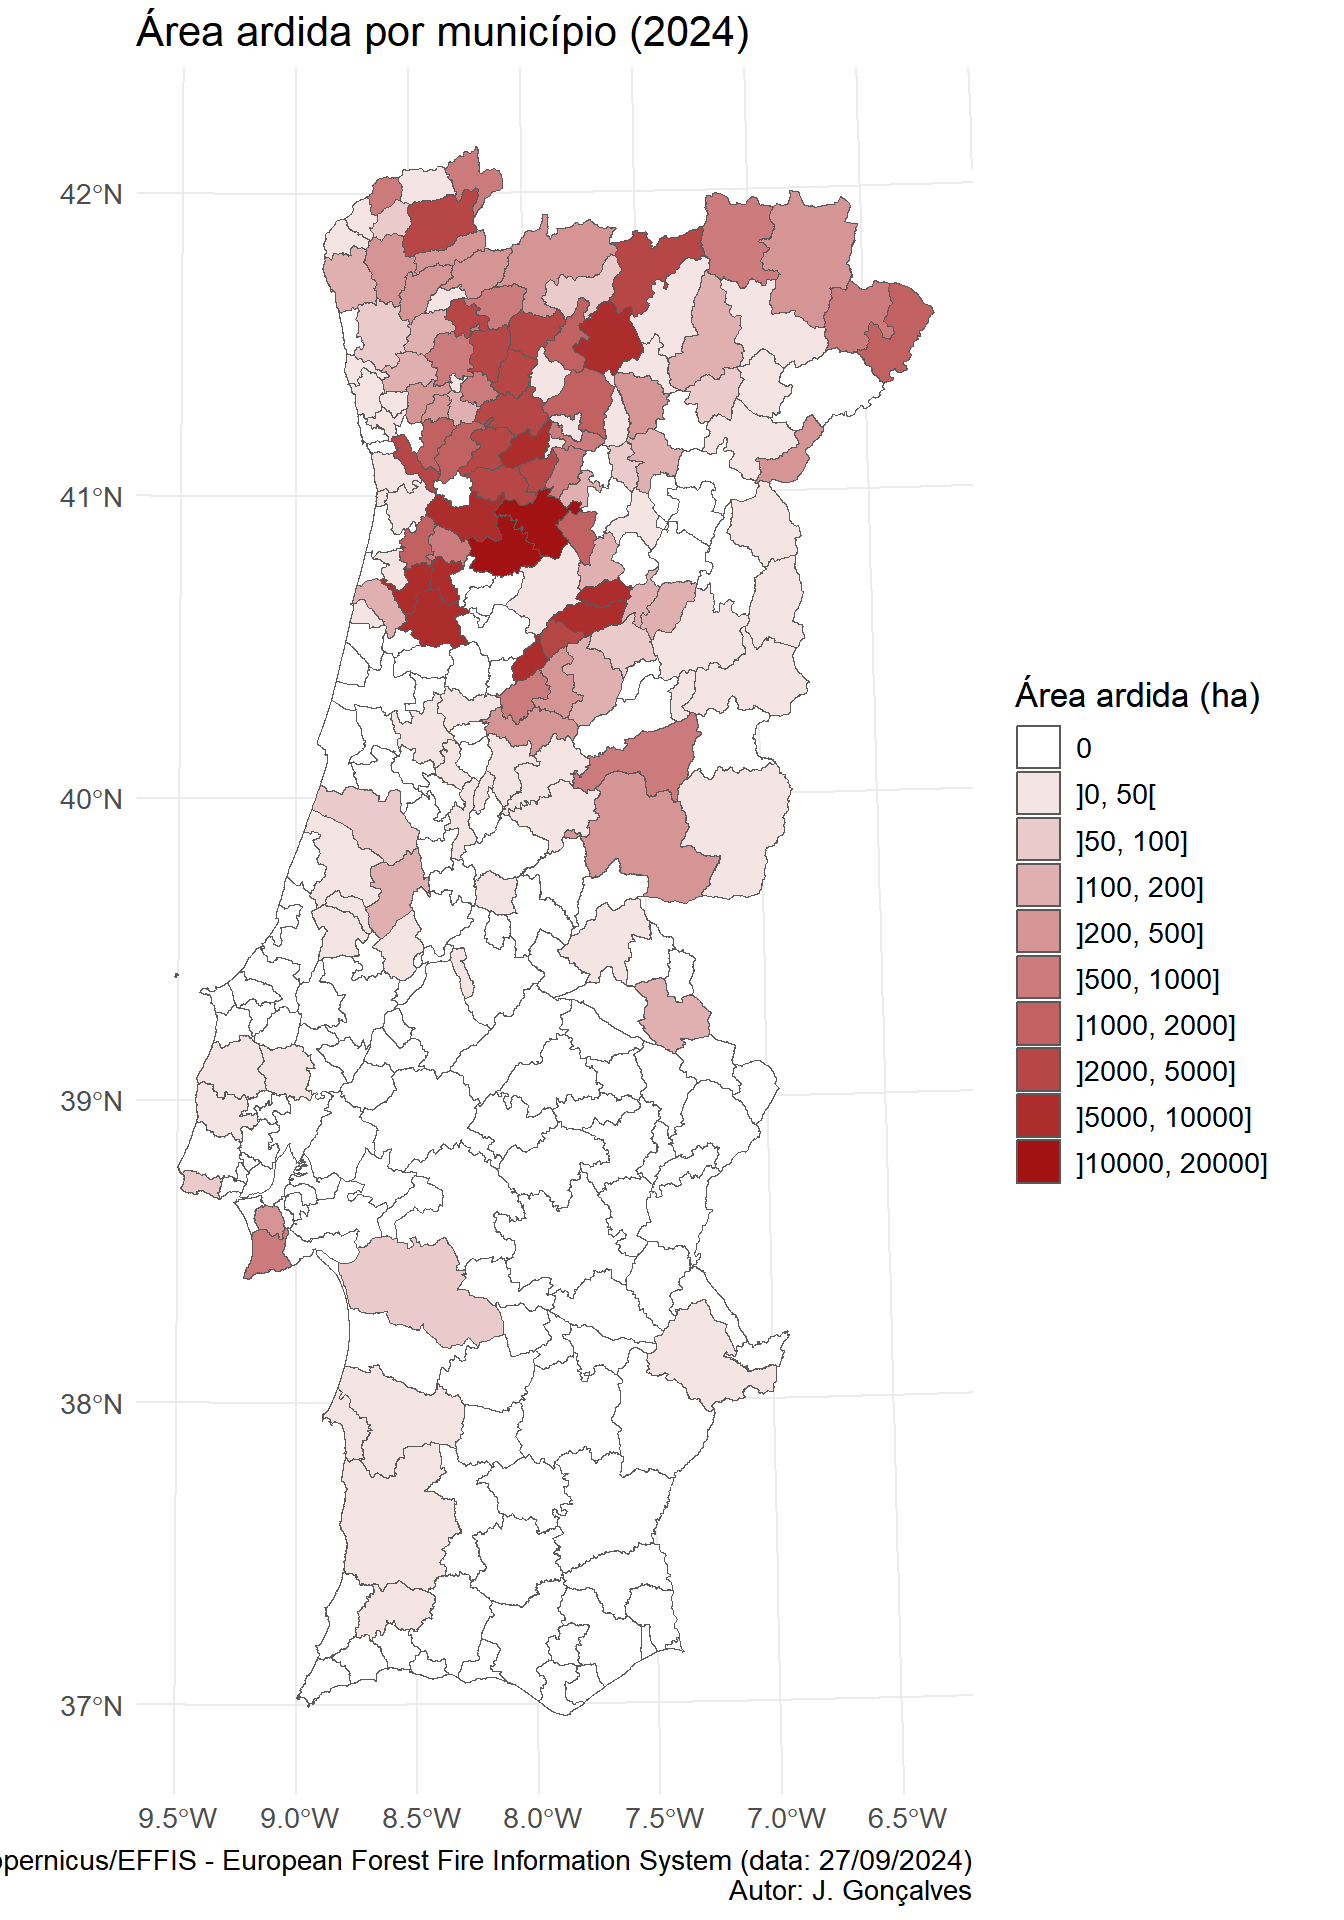 Área ardida por município (2024)
42°N
41°N
40°N
39°N
38°N
37°N
9.5°W 9.0°W 8.5°W 8.0°W 7.5°W 7.0°W 6.5°W
Área ardida (ha)
0
]0, 50[
]50, 100]
]100, 200]
]200, 500]
]500, 1000]
]1000, 2000]
]2000, 5000]
]5000, 10000]
]10000, 20000]
opernicus/EFFIS - European Forest Fire Information System (data: 27/09/2024)
Autor: J. Gonçalves